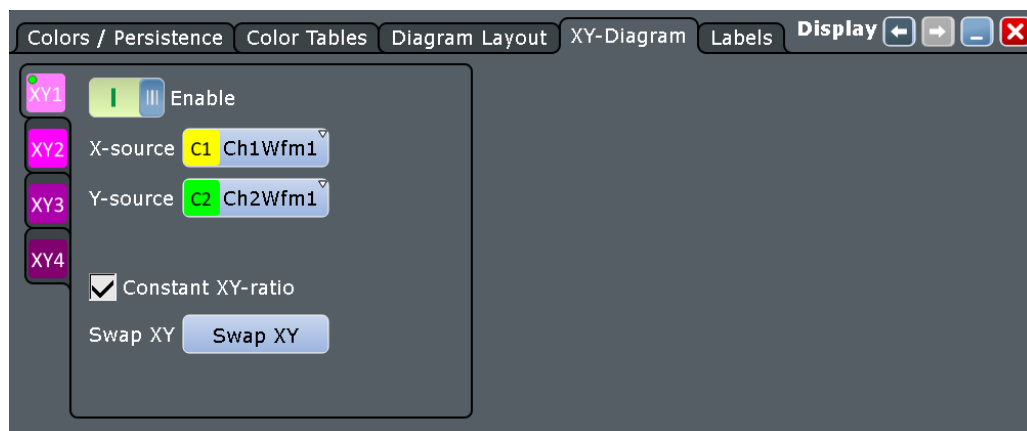 Colors / Persistence Color Tables Diagram Layout XY-Diagram Labels Display
XY1 Enable
XY2 X-source C1 Ch1Wfm1
XY3 Y-source C2 Ch2Wfm1
XY4
Constant XY-ratio
Swap XY Swap XY